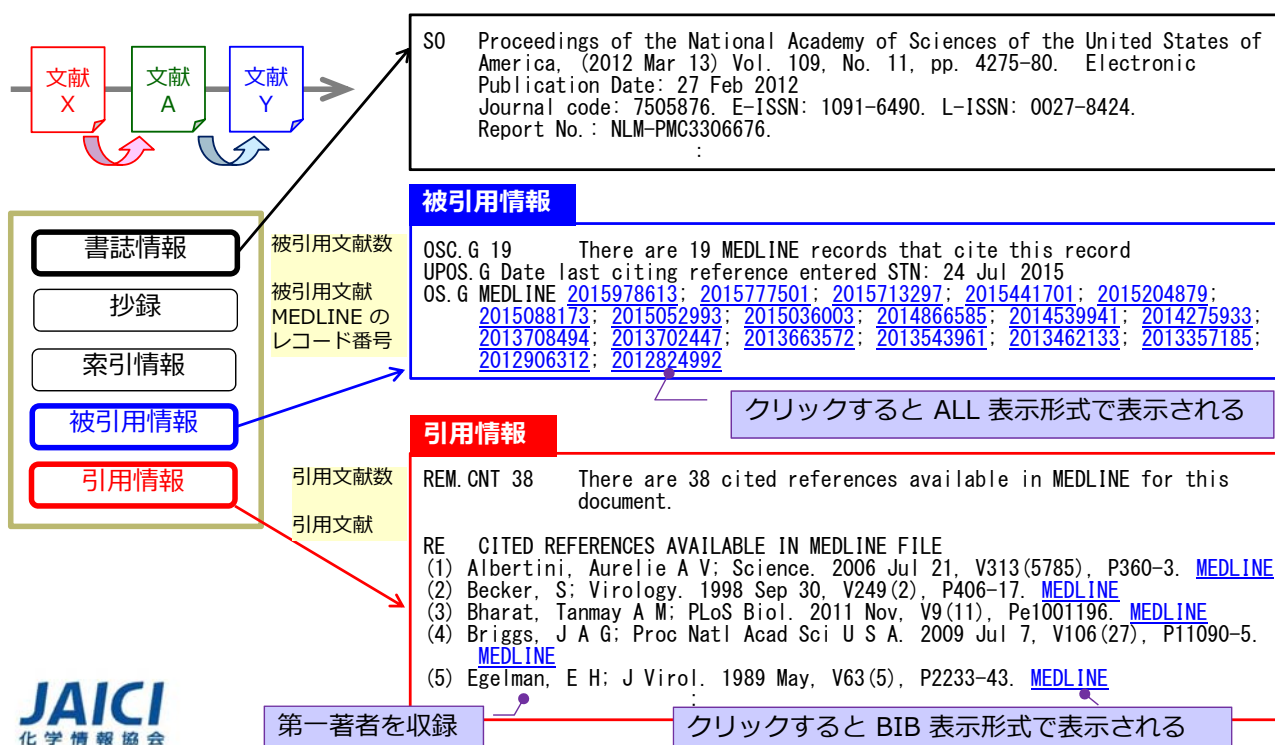 文献
X
文献
A
文献
Y
SO Proceedings of the National Academy of Sciences of the United States of
America, (2012 Mar 13) Vol. 109, No. 11, pp. 4275-80. Electronic
Publication Date: 27 Feb 2012
Journal code: 7505876. E-ISSN: 1091-6490. L-ISSN: 0027-8424.
Report No.: NLM-PMC3306676.
:
書誌情報
抄録
索引情報
被引用情報
引用情報
被引用文献数
被引用文献
MEDLINE の
レコード番号
被引用情報
OSC.G 19 There are 19 MEDLINE records that cite this record
UPOS.G Date last citing reference entered STN: 24 Jul 2015
OS.G MEDLINE 2015978613; 2015777501; 2015713297; 2015441701; 2015204879;
2015088173; 2015052993; 2015036003; 2014866585; 2014539941; 2014275933;
2013708494; 2013702447; 2013663572; 2013543961; 2013462133; 2013357185;
2012906312; 2012824992
クリックすると ALL 表示形式で表示される
引用文献数
引用文献
引用情報
REM.CNT 38 There are 38 cited references available in MEDLINE for this
document.
RE CITED REFERENCES AVAILABLE IN MEDLINE FILE
(1) Albertini, Aurelie A V; Science. 2006 Jul 21, V313(5785), P360-3. MEDLINE
(2) Becker, S; Virology. 1998 Sep 30, V249(2), P406-17. MEDLINE
(3) Bharat, Tanmay A M; PLoS Biol. 2011 Nov, V9(11), Pe1001196. MEDLINE
(4) Briggs, J A G; Proc Natl Acad Sci U S A. 2009 Jul 7, V106(27), P11090-5.
MEDLINE
(5) Egelman, E H; J Virol. 1989 May, V63(5), P2233-43. MEDLINE
:
第一著者を収録
クリックすると BIB 表示形式で表示される
JAICI
化学情報協会